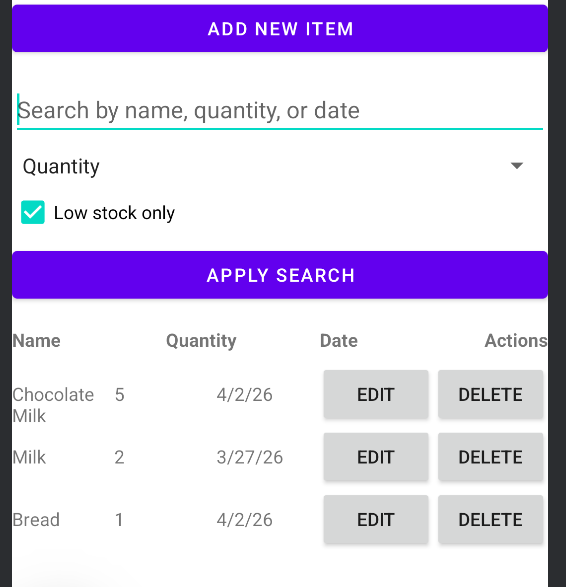 ADD NEW ITEM
Search by name, quantity, or date
Quantity
Low stock only
APPLY SEARCH
Name Quantity Date Actions
Chocolate Milk 5 4/2/26 EDIT DELETE
Milk 2 3/27/26 EDIT DELETE
Bread 1 4/2/26 EDIT DELETE